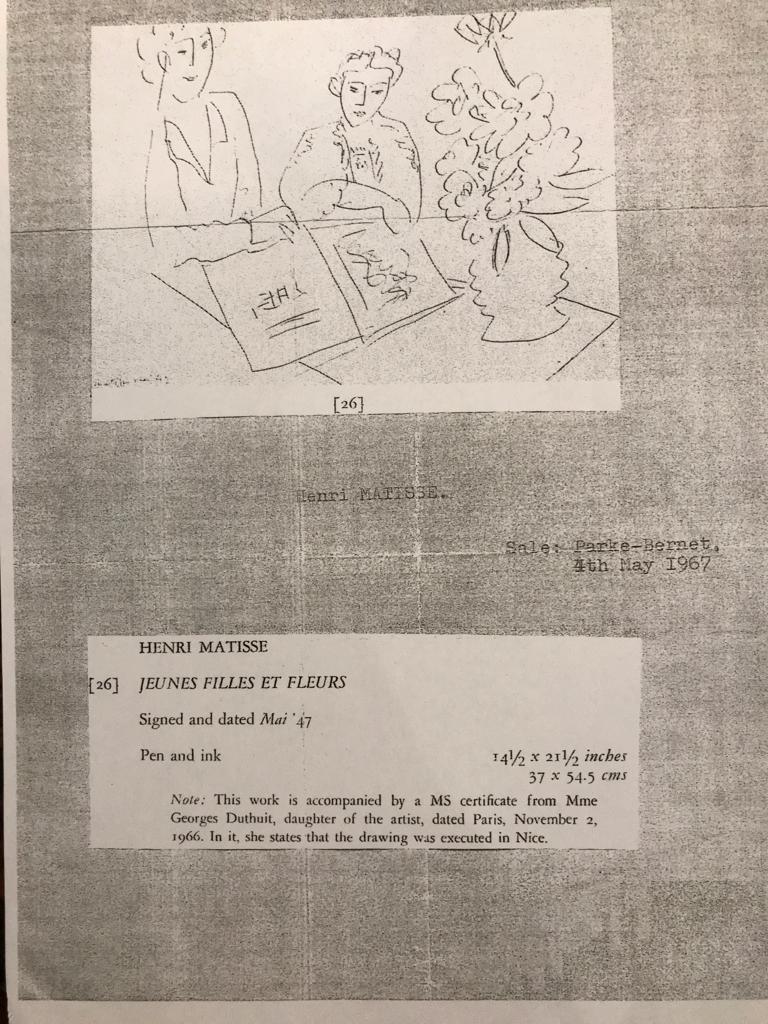 [26]
Henri MATISSE.
Sale: Parke-Bernet,
4th May 1967
HENRI MATISSE
[26] JEUNES FILLES ET FLEURS
Signed and dated Mai '47
Pen and ink 14½ x 21½ inches
37 x 54.5 cms
Note: This work is accompanied by a MS certificate from Mme
Georges Duthuit, daughter of the artist, dated Paris, November 2,
1966. In it, she states that the drawing was executed in Nice.